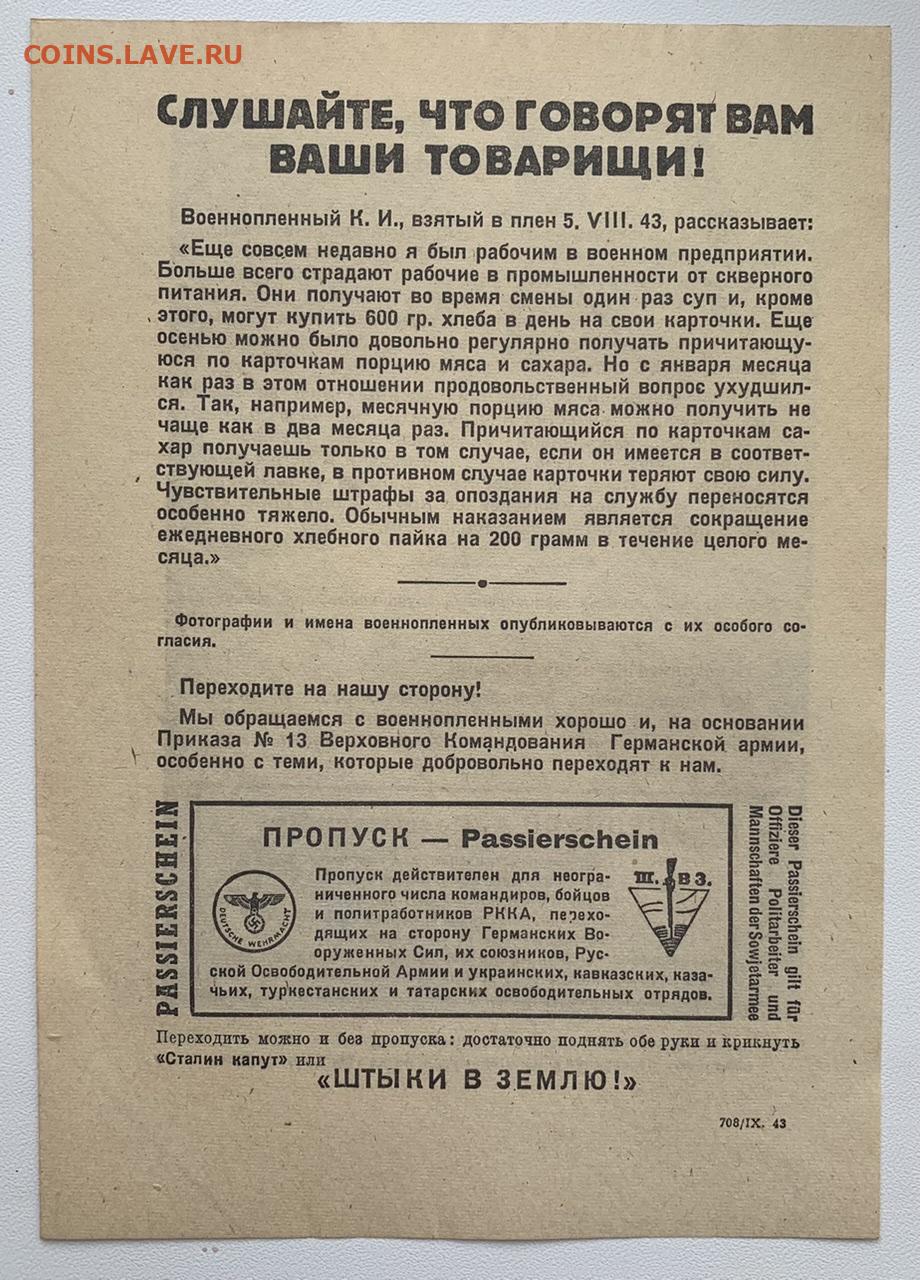 COINS.LAVE.RU
СЛУШАЙТЕ, ЧТО ГОВОРЯТ ВАМ
ВАШИ ТОВАРИЩИ!
Военнопленный К. И., взятый в плен 5. VIII. 43, рассказывает:
«Еще совсем недавно я был рабочим в военном предприятии.
Больше всего страдают рабочие в промышленности от скверного
питания. Они получают во время смены один раз суп и, кроме
этого, могут купить 600 гр. хлеба в день на свои карточки. Еще
осенью можно было довольно регулярно получать причитающу-
юся по карточкам порцию мяса и сахара. Но с января месяца
как раз в этом отношении продовольственный вопрос ухудшил-
ся. Так, например, месячную порцию мяса можно получить не
чаще как в два месяца раз. Причитающийся по карточкам са-
хар получаешь только в том случае, если он имеется в соответ-
ствующей лавке, в противном случае карточки теряют свою силу.
Чувствительные штрафы за опоздания на службу переносятся
особенно тяжело. Обычным наказанием является сокращение
ежедневного хлебного пайка на 200 грамм в течение целого ме-
сяца.»
Фотографии и имена военнопленных опубликовываются с их особого со-
гласия.
Переходите на нашу сторону!
Мы обращаемся с военнопленными хорошо и, на основании
Приказа № 13 Верховного Командования Германской армии,
особенно с теми, которые добровольно переходят к нам.
PASSIERSCHEIN
ПРОПУСК — Passierschein
DEUTSCHE WEHRMACHT
Пропуск действителен для неогра-
ниченного числа командиров, бойцов
и политработников РККА, перехо-
дящих на сторону Германских Во-
оруженных Сил, их союзников, Рус-
ской Освободительной Армии и украинских, кавказских, каза-
чьих, туркестанских и татарских освободительных отрядов.
Ш. В З.
Dieser Passierschein gilt für
Offiziere Politarbeiter und
Mannschaften der Sowjetarmee
Переходить можно и без пропуска: достаточно поднять обе руки и крикнуть
«Сталин капут» или
«ШТЫКИ В ЗЕМЛЮ!»
708/IX. 43